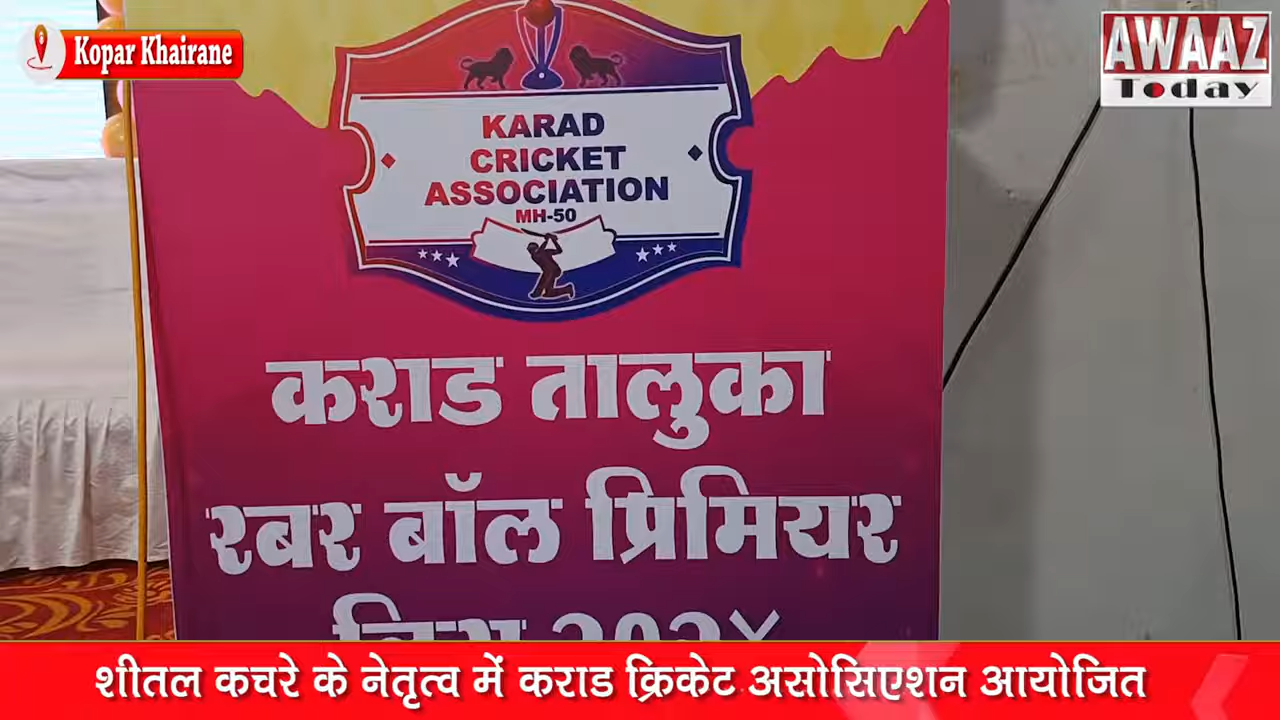 Kopar Khairane
AWAAZ
Today
KARAD
CRICKET
ASSOCIATION
MH-50
कराड तालुका
रबर बॉल प्रिमियर
शीतल कचरे के नेतृत्व में कराड क्रिकेट असोसिएशन आयोजित